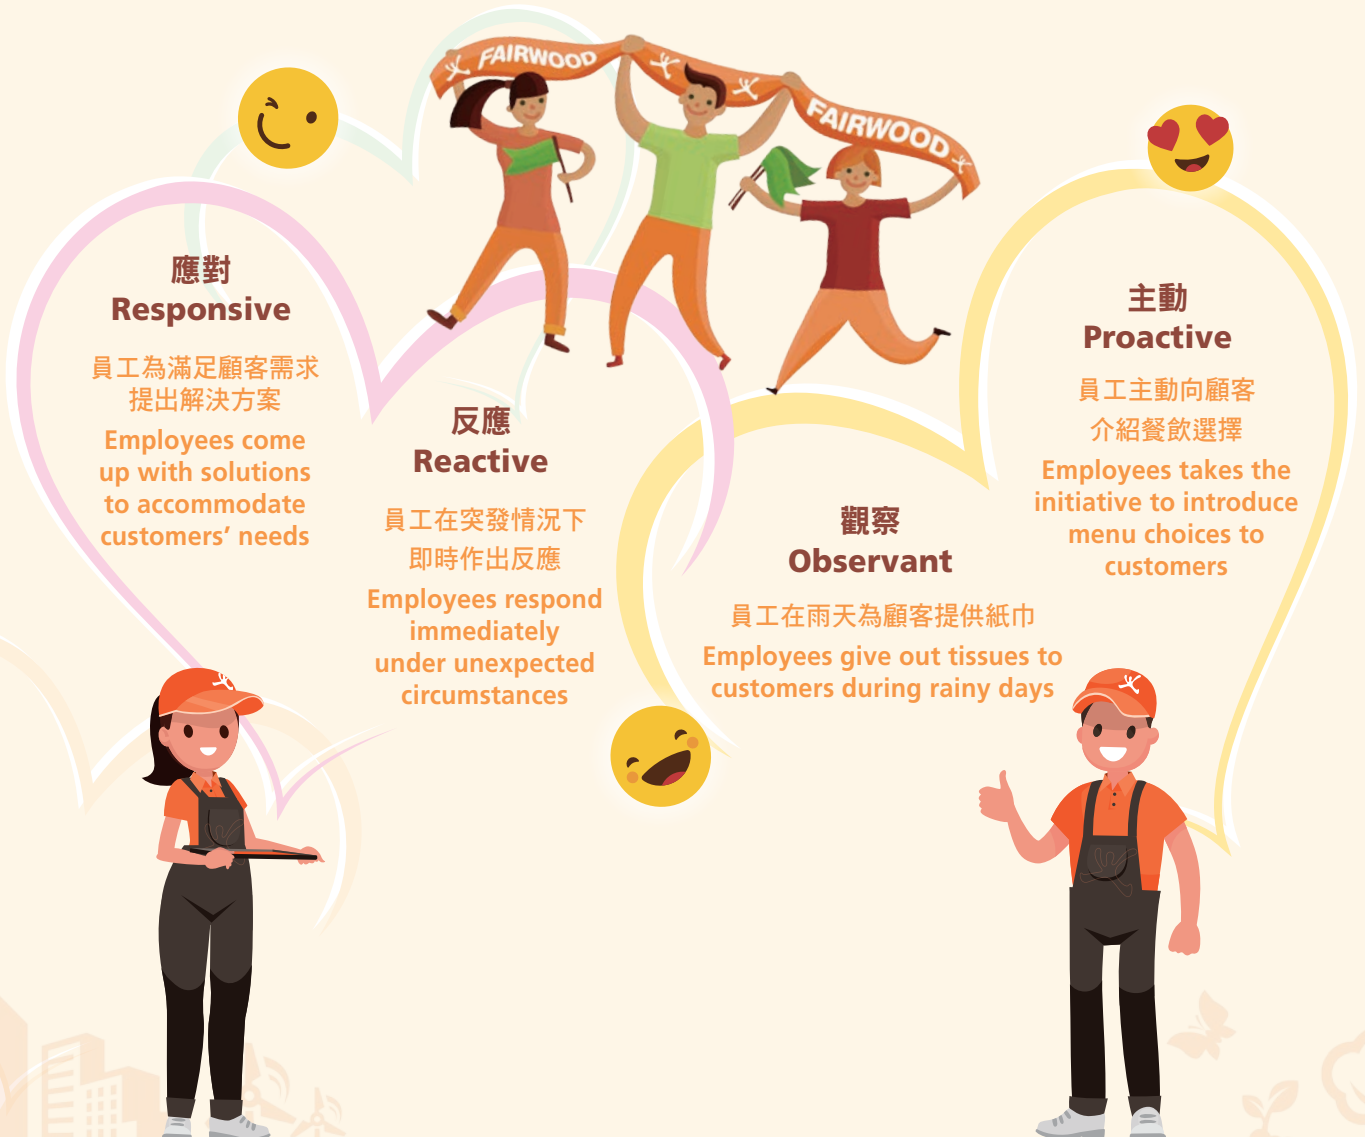 FAIRWOOD
FAIRWOOD
應對
Responsive
員工為滿足顧客需求
提出解決方案
Employees come
up with solutions
to accommodate
customers’ needs
反應
Reactive
員工在突發情況下
即時作出反應
Employees respond
immediately
under unexpected
circumstances
觀察
Observant
員工在雨天為顧客提供紙巾
Employees give out tissues to
customers during rainy days
主動
Proactive
員工主動向顧客
介紹餐飲選擇
Employees takes the
initiative to introduce
menu choices to
customers